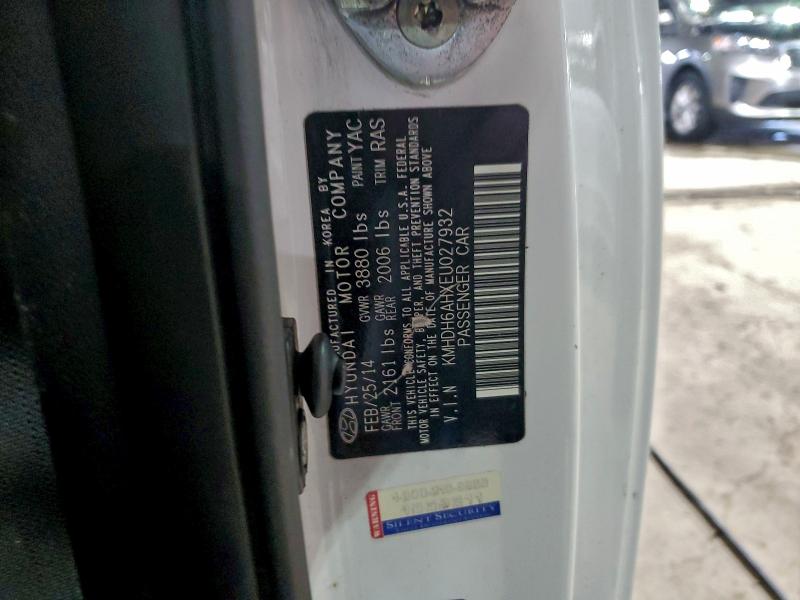 MANUFACTURED IN KOREA BY
HYUNDAI MOTOR COMPANY
FEB/25/14 GVWR 3880 lbs PAINT YAC
GAWR FRONT 2161 lbs GAWR REAR 2006 lbs TRIM RAS
THIS VEHICLE CONFORMS TO ALL APPLICABLE U.S.A. FEDERAL
MOTOR VEHICLE SAFETY, BUMPER, AND THEFT PREVENTION STANDARDS
IN EFFECT ON THE DATE OF MANUFACTURE SHOWN ABOVE
V.I.N KMHDH6AHXEU027932
PASSENGER CAR
WARNING
SILENT SECURITY